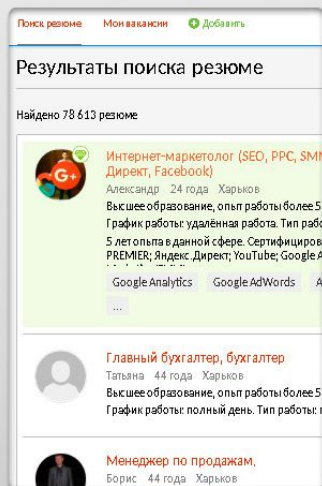 Поиск резюме Мои вакансии Добавить
Результаты поиска резюме
Найдено 78 613 резюме
Интернет-маркетолог (SEO, PPC, SMM
Директ, Facebook)
Александр 24 года Харьков
Высшее образование, опыт работы более 5
График работы: удалённая работа. Тип рабо
5 лет опыта в данной сфере. Сертифициров
PREMIER; Яндекс.Директ; YouTube; Google A
Google Analytics Google AdWords A
...
Главный бухгалтер, бухгалтер
Татьяна 44 года Харьков
Высшее образование, опыт работы более 5
График работы: полный день. Тип работы:
Менеджер по продажам,
Борис 44 года Харьков